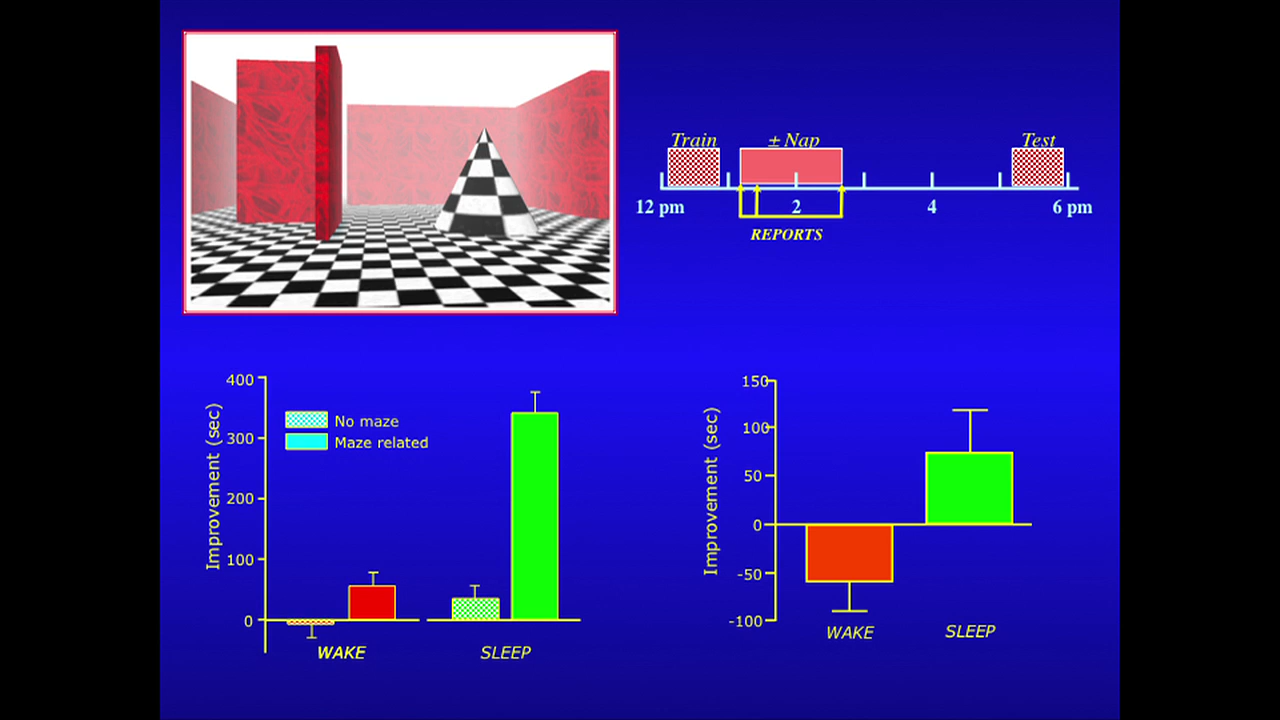 Train ± Nap Test
12 pm 2 4 6 pm
REPORTS
400
300
200
100
0
Improvement (sec)
No maze
Maze related
WAKE SLEEP
150
100
50
0
-50
-100
Improvement (sec)
WAKE SLEEP